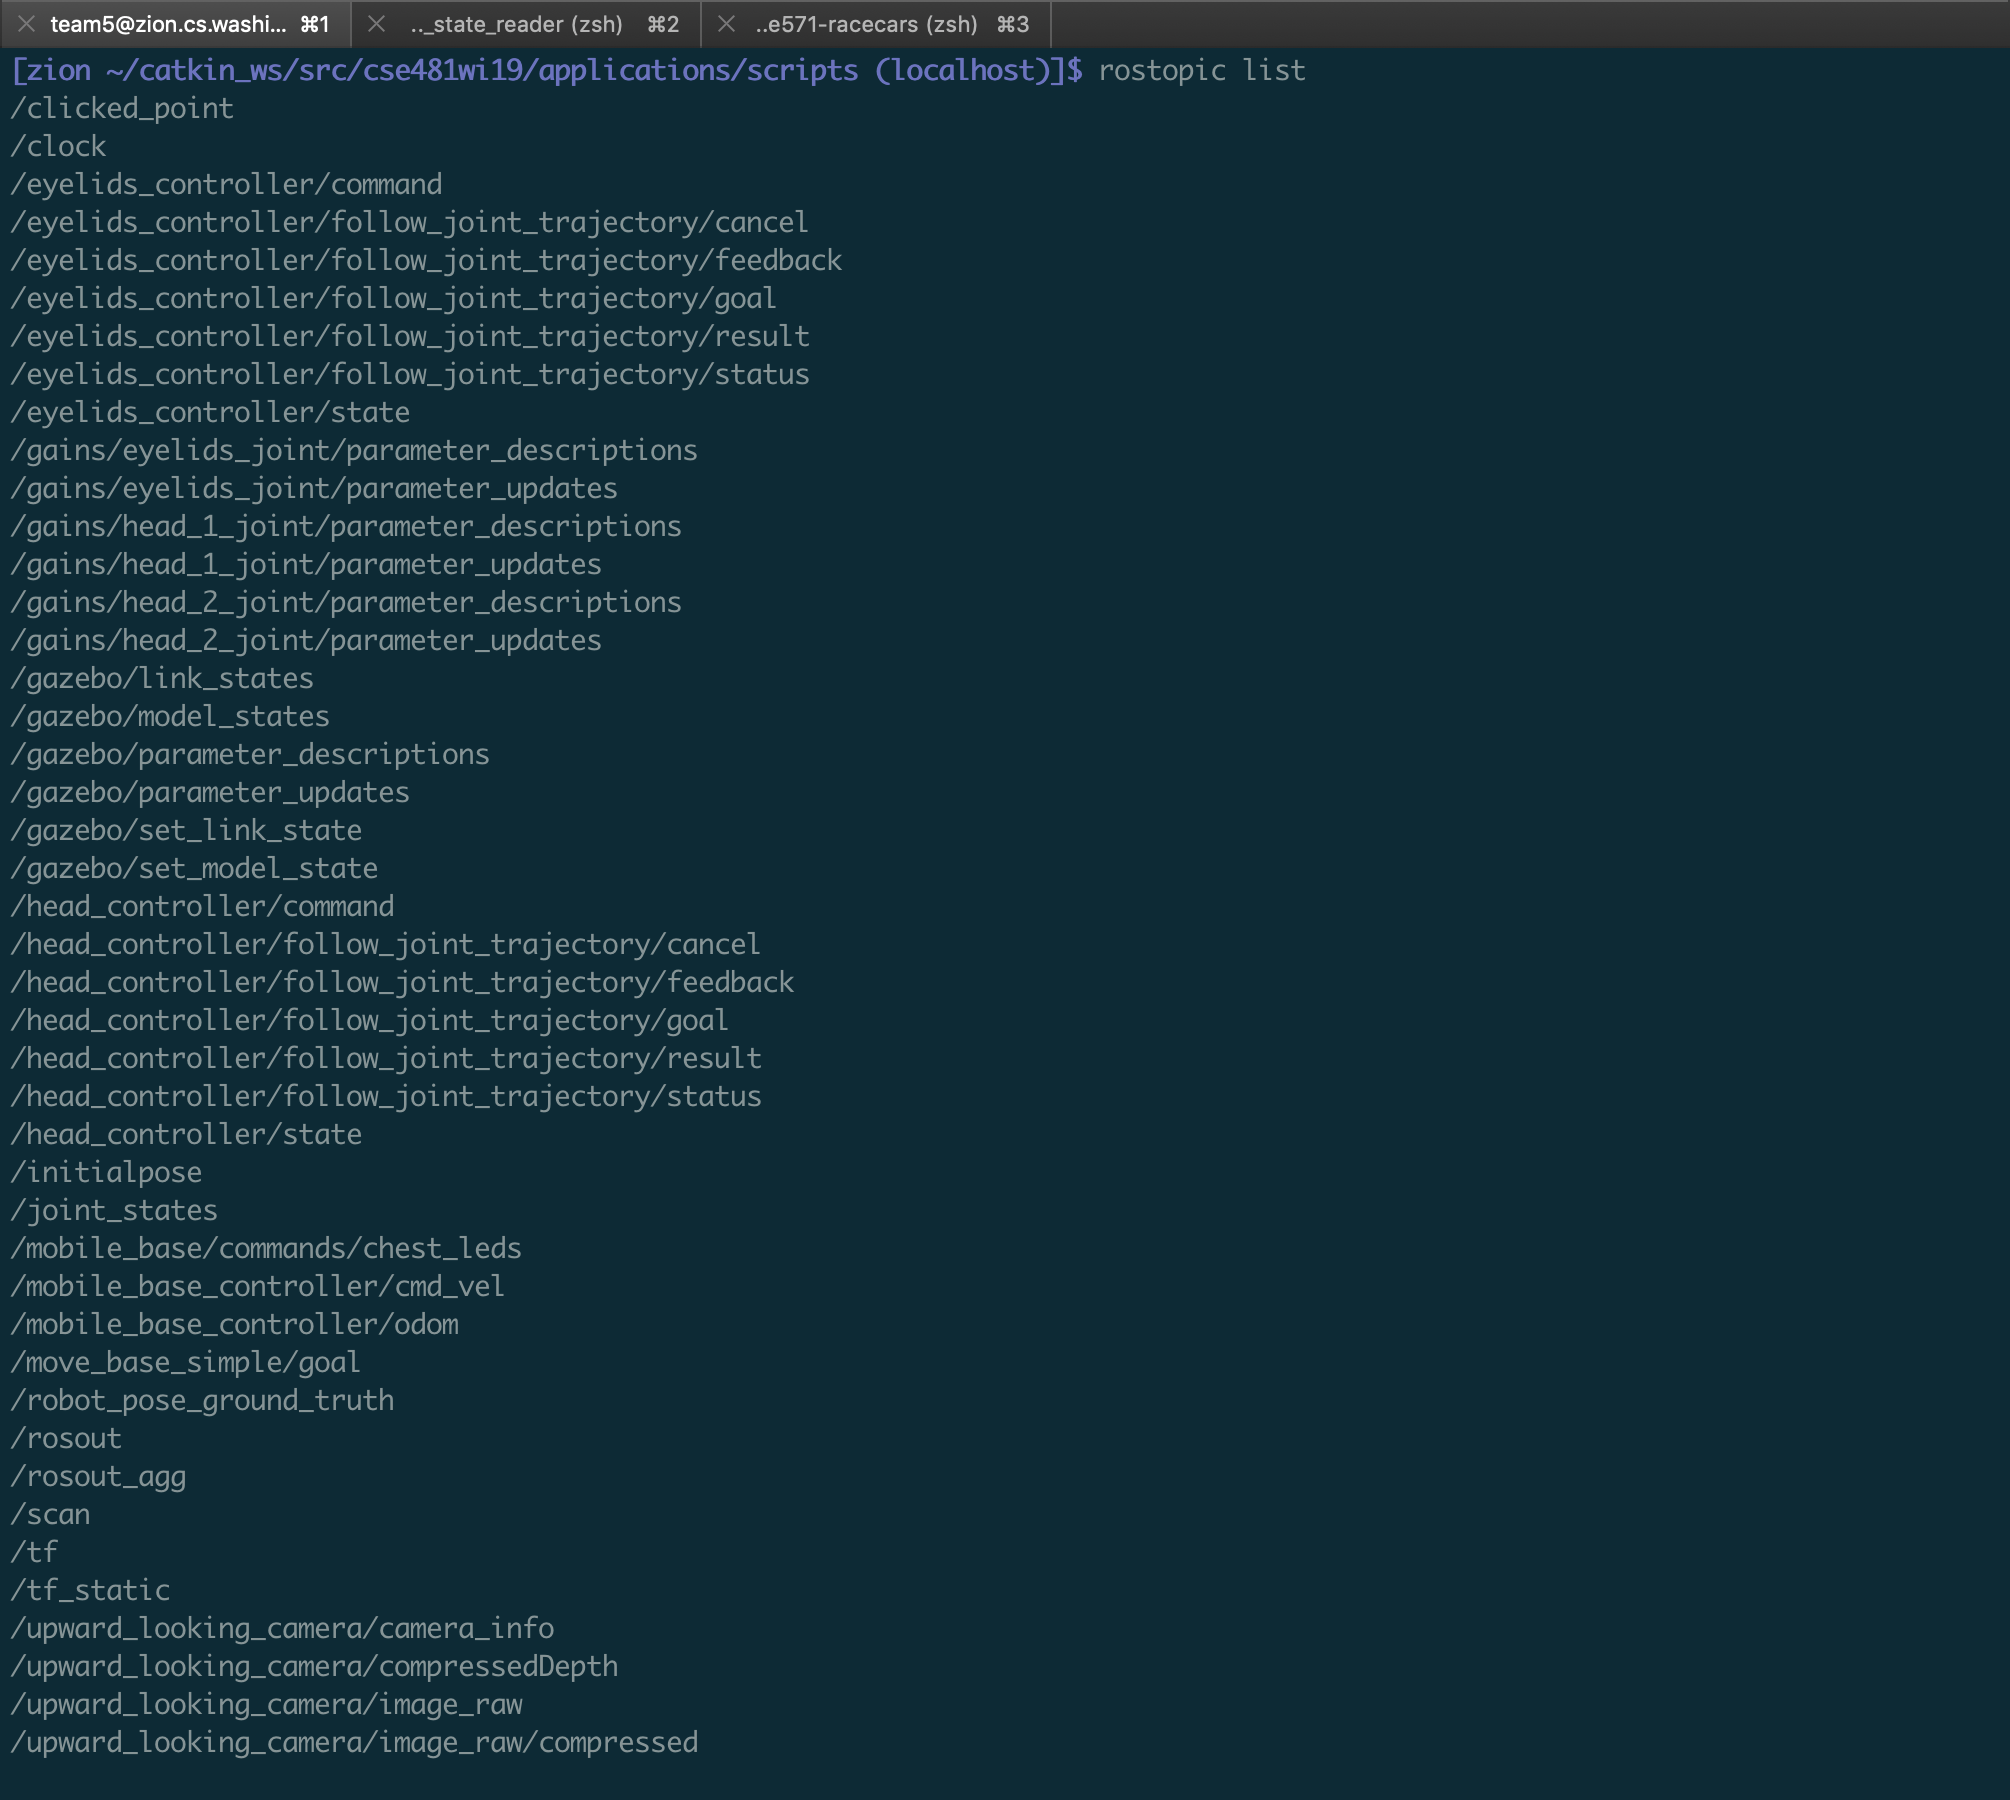 team5@zion.cs.washi... ⌘1 .._state_reader (zsh) ⌘2 ..e571-racecars (zsh) ⌘3
[zion ~/catkin_ws/src/cse481wi19/applications/scripts (localhost)]$ rostopic list
/clicked_point
/clock
/eyelids_controller/command
/eyelids_controller/follow_joint_trajectory/cancel
/eyelids_controller/follow_joint_trajectory/feedback
/eyelids_controller/follow_joint_trajectory/goal
/eyelids_controller/follow_joint_trajectory/result
/eyelids_controller/follow_joint_trajectory/status
/eyelids_controller/state
/gains/eyelids_joint/parameter_descriptions
/gains/eyelids_joint/parameter_updates
/gains/head_1_joint/parameter_descriptions
/gains/head_1_joint/parameter_updates
/gains/head_2_joint/parameter_descriptions
/gains/head_2_joint/parameter_updates
/gazebo/link_states
/gazebo/model_states
/gazebo/parameter_descriptions
/gazebo/parameter_updates
/gazebo/set_link_state
/gazebo/set_model_state
/head_controller/command
/head_controller/follow_joint_trajectory/cancel
/head_controller/follow_joint_trajectory/feedback
/head_controller/follow_joint_trajectory/goal
/head_controller/follow_joint_trajectory/result
/head_controller/follow_joint_trajectory/status
/head_controller/state
/initialpose
/joint_states
/mobile_base/commands/chest_leds
/mobile_base_controller/cmd_vel
/mobile_base_controller/odom
/move_base_simple/goal
/robot_pose_ground_truth
/rosout
/rosout_agg
/scan
/tf
/tf_static
/upward_looking_camera/camera_info
/upward_looking_camera/compressedDepth
/upward_looking_camera/image_raw
/upward_looking_camera/image_raw/compressed